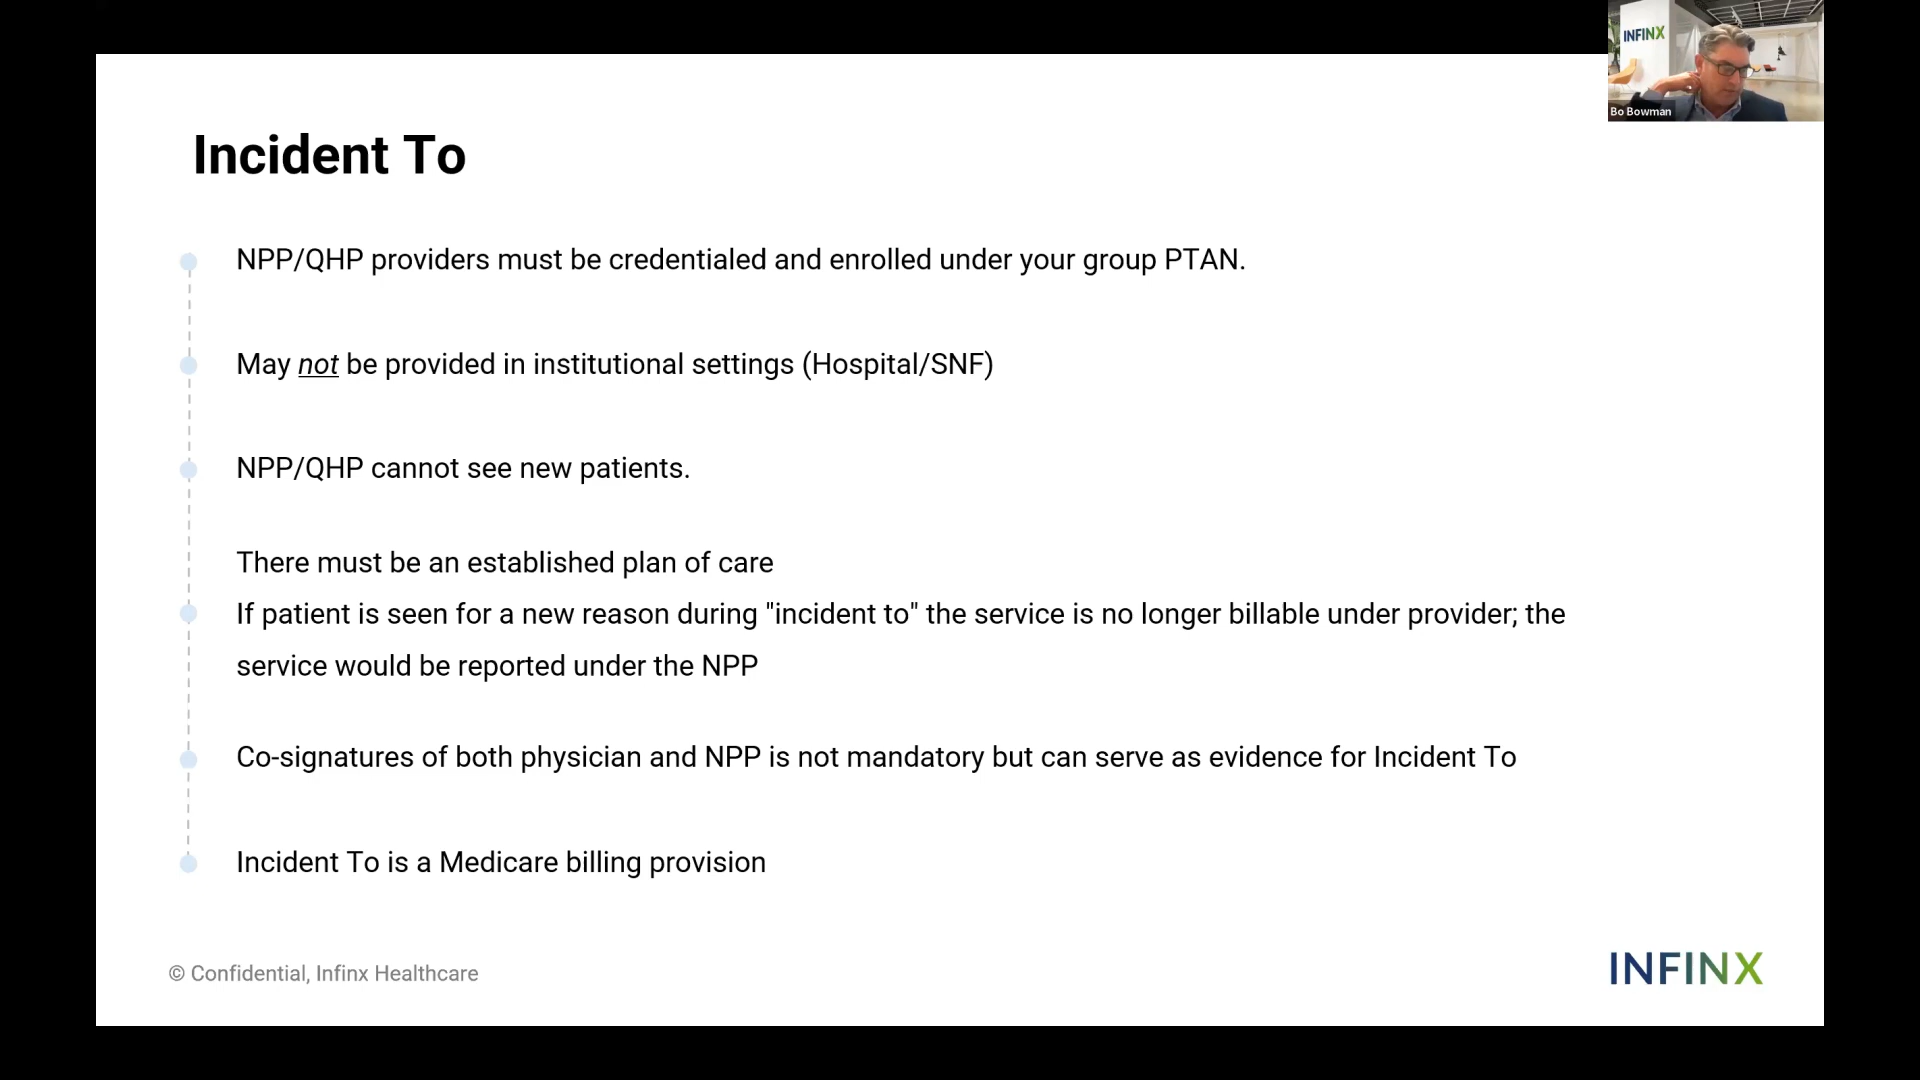 INFINX
Bo Bowman
Incident To
NPP/QHP providers must be credentialed and enrolled under your group PTAN.
May not be provided in institutional settings (Hospital/SNF)
NPP/QHP cannot see new patients.
There must be an established plan of care
If patient is seen for a new reason during "incident to" the service is no longer billable under provider; the
service would be reported under the NPP
Co-signatures of both physician and NPP is not mandatory but can serve as evidence for Incident To
Incident To is a Medicare billing provision
© Confidential, Infinx Healthcare
INFINX